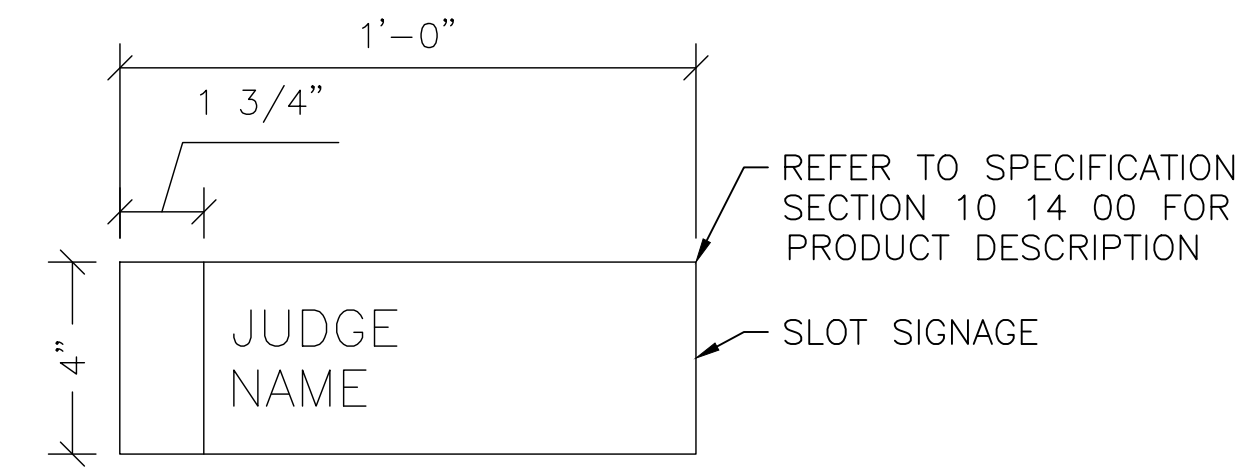 1'-0"
1 3/4"
REFER TO SPECIFICATION
SECTION 10 14 00 FOR
PRODUCT DESCRIPTION
JUDGE
NAME
SLOT SIGNAGE
4"